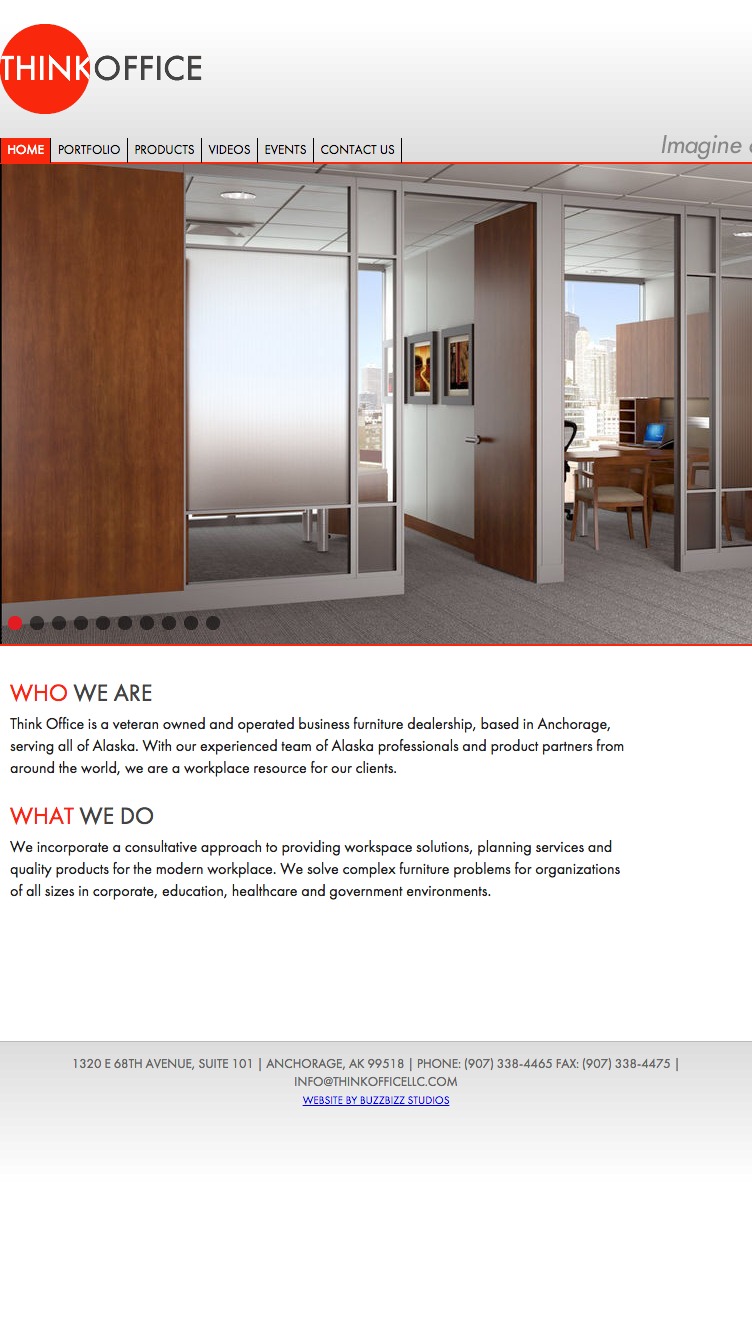 THINKOFFICE
HOME PORTFOLIO PRODUCTS VIDEOS EVENTS CONTACT US
Imagine
WHO WE ARE
Think Office is a veteran owned and operated business furniture dealership, based in Anchorage,
serving all of Alaska. With our experienced team of Alaska professionals and product partners from
around the world, we are a workplace resource for our clients.
WHAT WE DO
We incorporate a consultative approach to providing workspace solutions, planning services and
quality products for the modern workplace. We solve complex furniture problems for organizations
of all sizes in corporate, education, healthcare and government environments.
1320 E 68TH AVENUE, SUITE 101 | ANCHORAGE, AK 99518 | PHONE: (907) 338-4465 FAX: (907) 338-4475 |
INFO@THINKOFFICELLC.COM
WEBSITE BY BUZZBIZZ STUDIOS